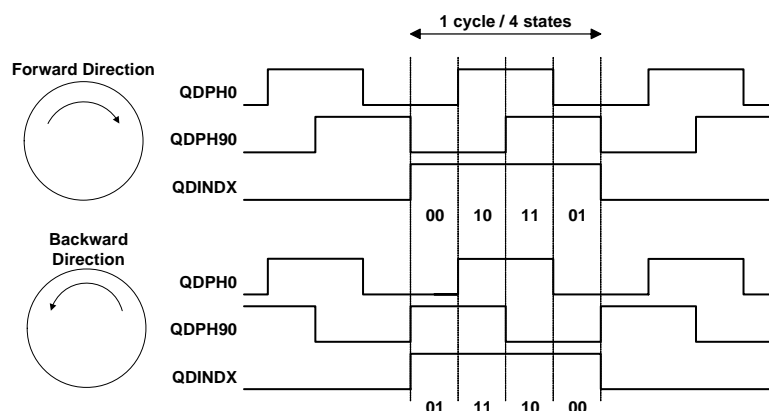 1 cycle / 4 states
Forward Direction
QDPH0
QDPH90
QDINDX
00 10 11 01
Backward
Direction
QDPH0
QDPH90
QDINDX
01 11 10 00